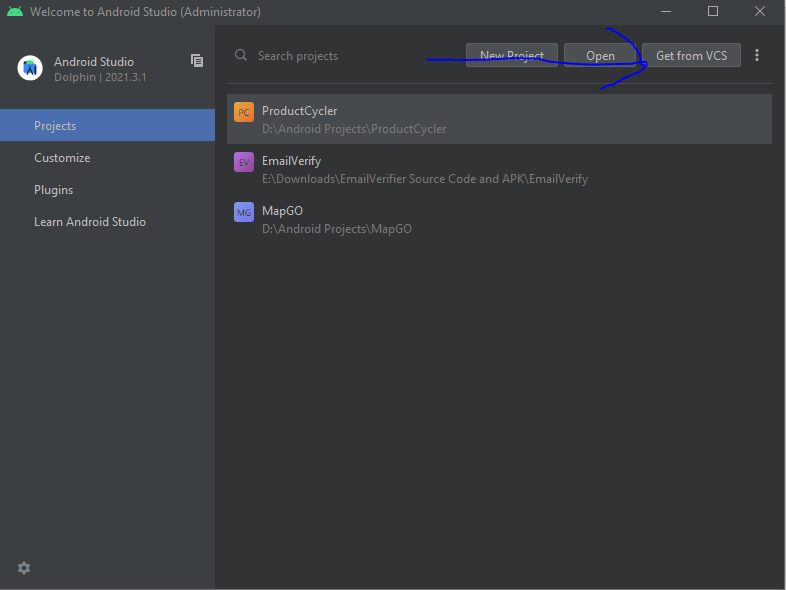 Welcome to Android Studio (Administrator)
Android Studio
Dolphin | 2021.3.1
Search projects
New Project
Open
Get from VCS
Projects
Customize
Plugins
Learn Android Studio
PC
ProductCycler
D:\Android Projects\ProductCycler
EV
EmailVerify
E:\Downloads\EmailVerifier Source Code and APK\EmailVerify
MG
MapGO
D:\Android Projects\MapGO